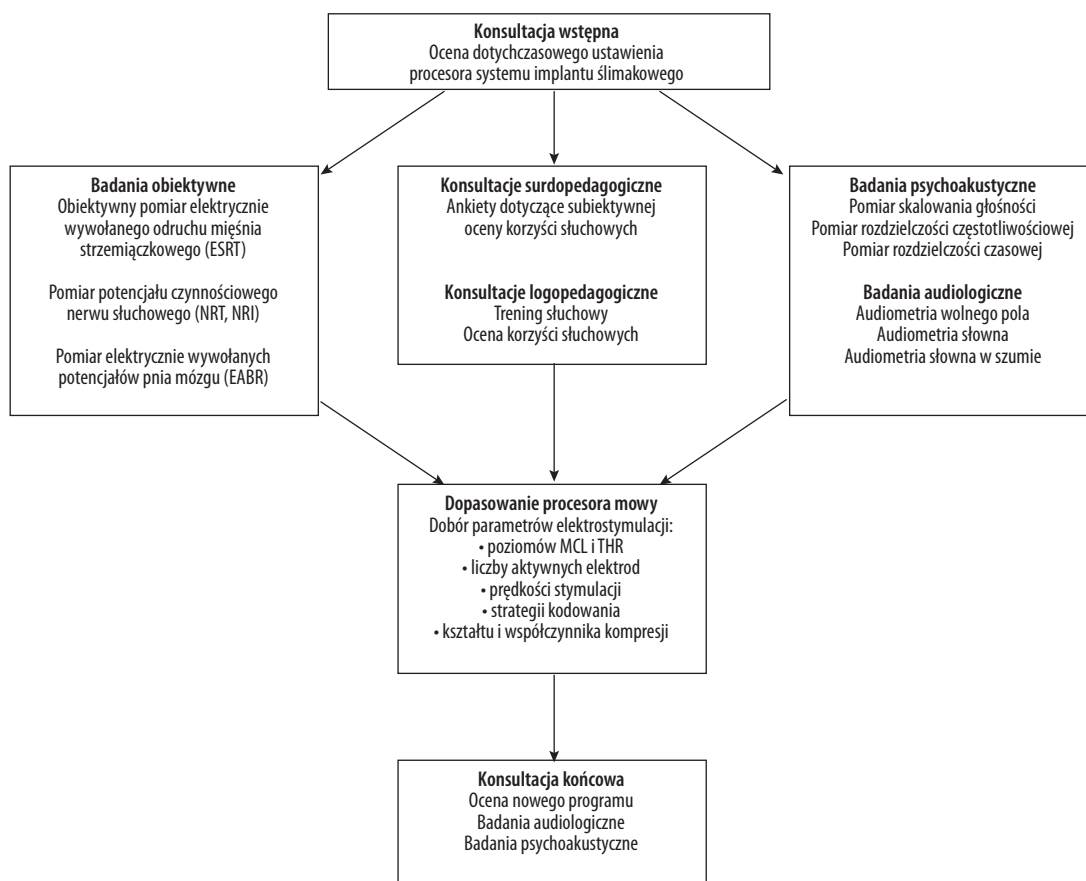 Konsultacja wstępna
Ocena dotychczasowego ustawienia
procesora systemu implantu ślimakowego
Badania obiektywne
Obiektywny pomiar elektrycznie
wywołanego odruchu mięśnia
strzemiączkowego (ESRT)
Pomiar potencjału czynnościowego
nerwu słuchowego (NRT, NRI)
Pomiar elektrycznie wywołanych
potencjałów pnia mózgu (EABR)
Konsultacje surdopedagogiczne
Ankiety dotyczące subiektywnej
oceny korzyści słuchowych
Konsultacje logopedagogiczne
Trening słuchowy
Ocena korzyści słuchowych
Badania psychoakustyczne
Pomiar skalowania głośności
Pomiar rozdzielczości częstotliwościowej
Pomiar rozdzielczości czasowej
Badania audiologiczne
Audiometria wolnego pola
Audiometria słowna
Audiometria słowna w szumie
Dopasowanie procesora mowy
Dobór parametrów elektrostymulacji:
• poziomów MCL i THR
• liczby aktywnych elektrod
• prędkości stymulacji
• strategii kodowania
• kształtu i współczynnika kompresji
Konsultacja końcowa
Ocena nowego programu
Badania audiologiczne
Badania psychoakustyczne